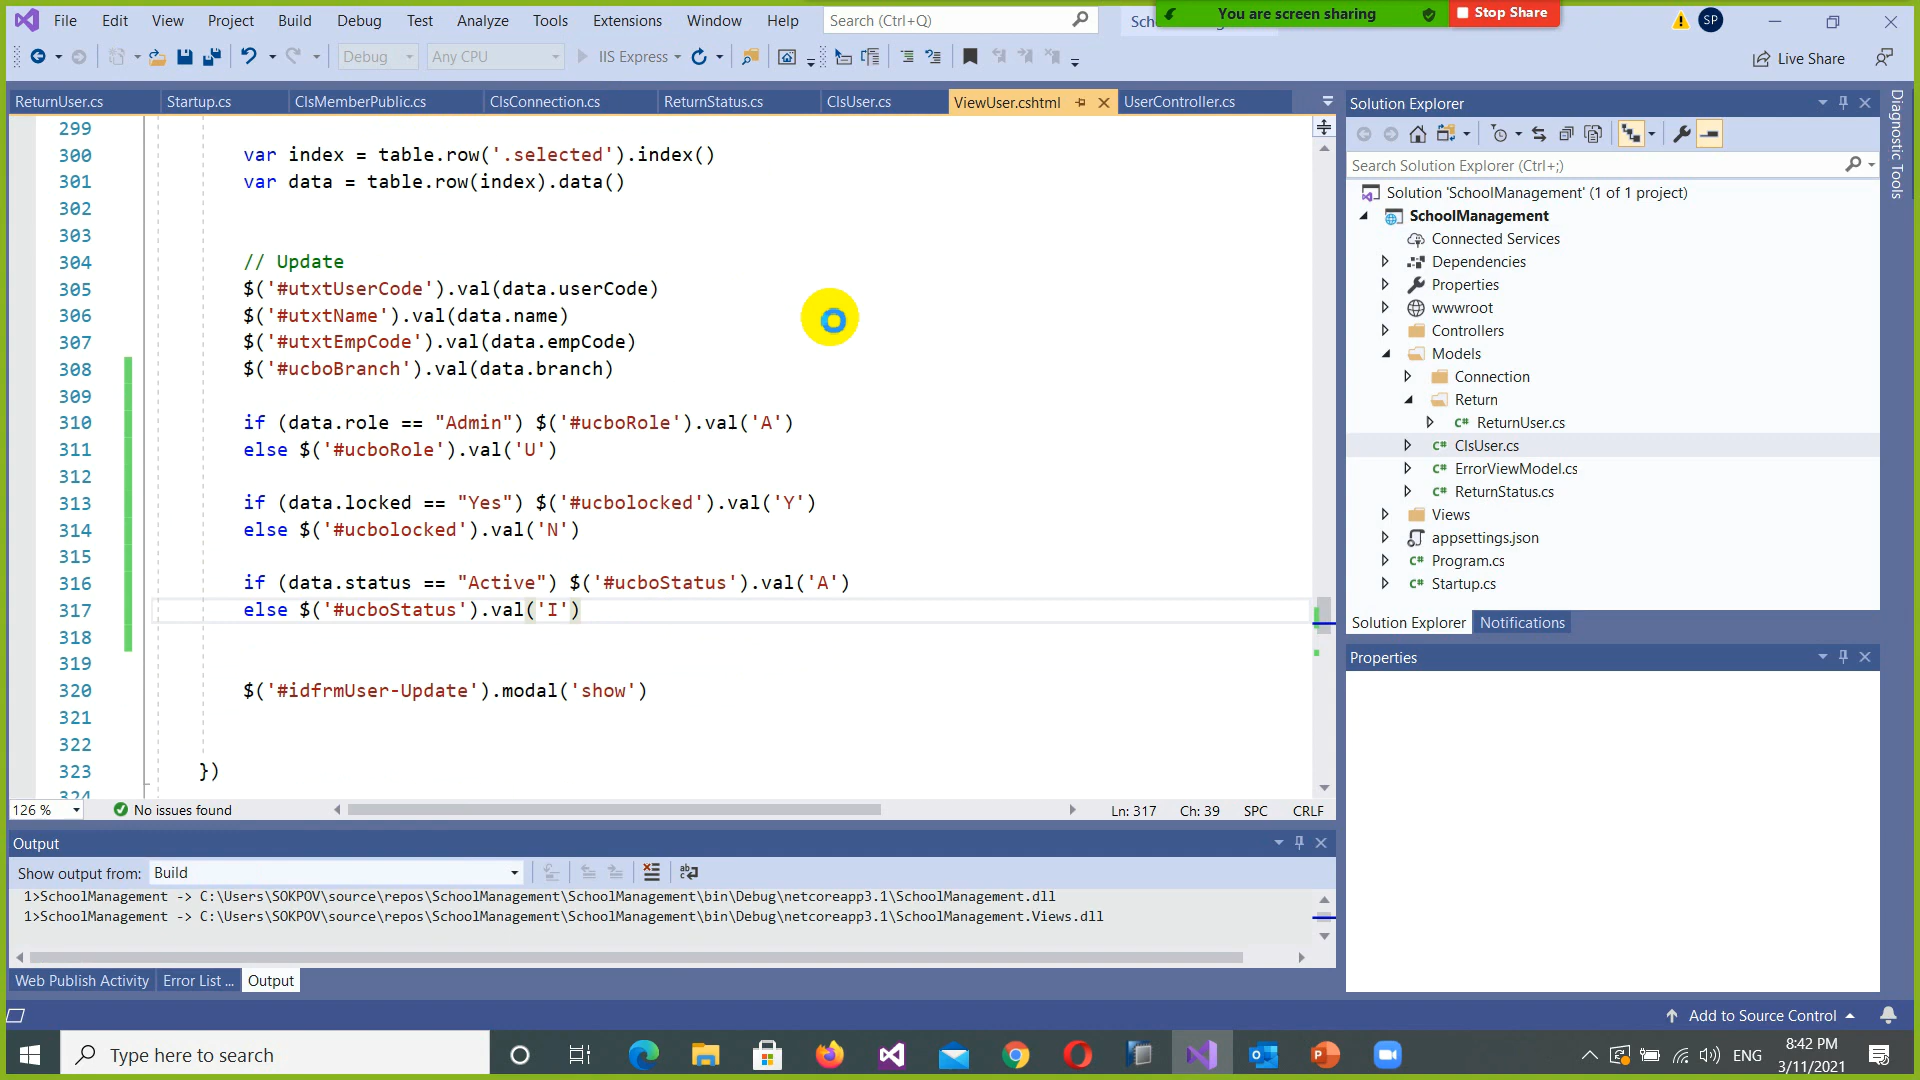 File Edit View Project Build Debug Test Analyze Tools Extensions Window Help Search (Ctrl+Q)
You are screen sharing Stop Share
SP
Debug Any CPU IIS Express Live Share
ReturnUser.cs Startup.cs ClsMemberPublic.cs ClsConnection.cs ReturnStatus.cs ClsUser.cs ViewUser.cshtml UserController.cs
299
300 var index = table.row('.selected').index()
301 var data = table.row(index).data()
302
303
304 // Update
305 $('#utxtUserCode').val(data.userCode)
306 $('#utxtName').val(data.name)
307 $('#utxtEmpCode').val(data.empCode)
308 $('#ucboBranch').val(data.branch)
309
310 if (data.role == "Admin") $('#ucboRole').val('A')
311 else $('#ucboRole').val('U')
312
313 if (data.locked == "Yes") $('#ucbolocked').val('Y')
314 else $('#ucbolocked').val('N')
315
316 if (data.status == "Active") $('#ucboStatus').val('A')
317 else $('#ucboStatus').val('I')
318
319
320 $('#idfrmUser-Update').modal('show')
321
322
323 })
324
126 % No issues found Ln: 317 Ch: 39 SPC CRLF
Output
Show output from: Build
1>SchoolManagement -> C:\Users\SOKPOV\source\repos\SchoolManagement\SchoolManagement\bin\Debug\netcoreapp3.1\SchoolManagement.dll
1>SchoolManagement -> C:\Users\SOKPOV\source\repos\SchoolManagement\SchoolManagement\bin\Debug\netcoreapp3.1\SchoolManagement.Views.dll
Web Publish Activity Error List ... Output
Solution Explorer
Search Solution Explorer (Ctrl+;)
Solution 'SchoolManagement' (1 of 1 project)
SchoolManagement
Connected Services
Dependencies
Properties
wwwroot
Controllers
Models
Connection
Return
C# ReturnUser.cs
C# ClsUser.cs
C# ErrorViewModel.cs
C# ReturnStatus.cs
Views
appsettings.json
C# Program.cs
C# Startup.cs
Solution Explorer Notifications
Properties
Diagnostic Tools
Add to Source Control
Type here to search
ENG
8:42 PM
3/11/2021